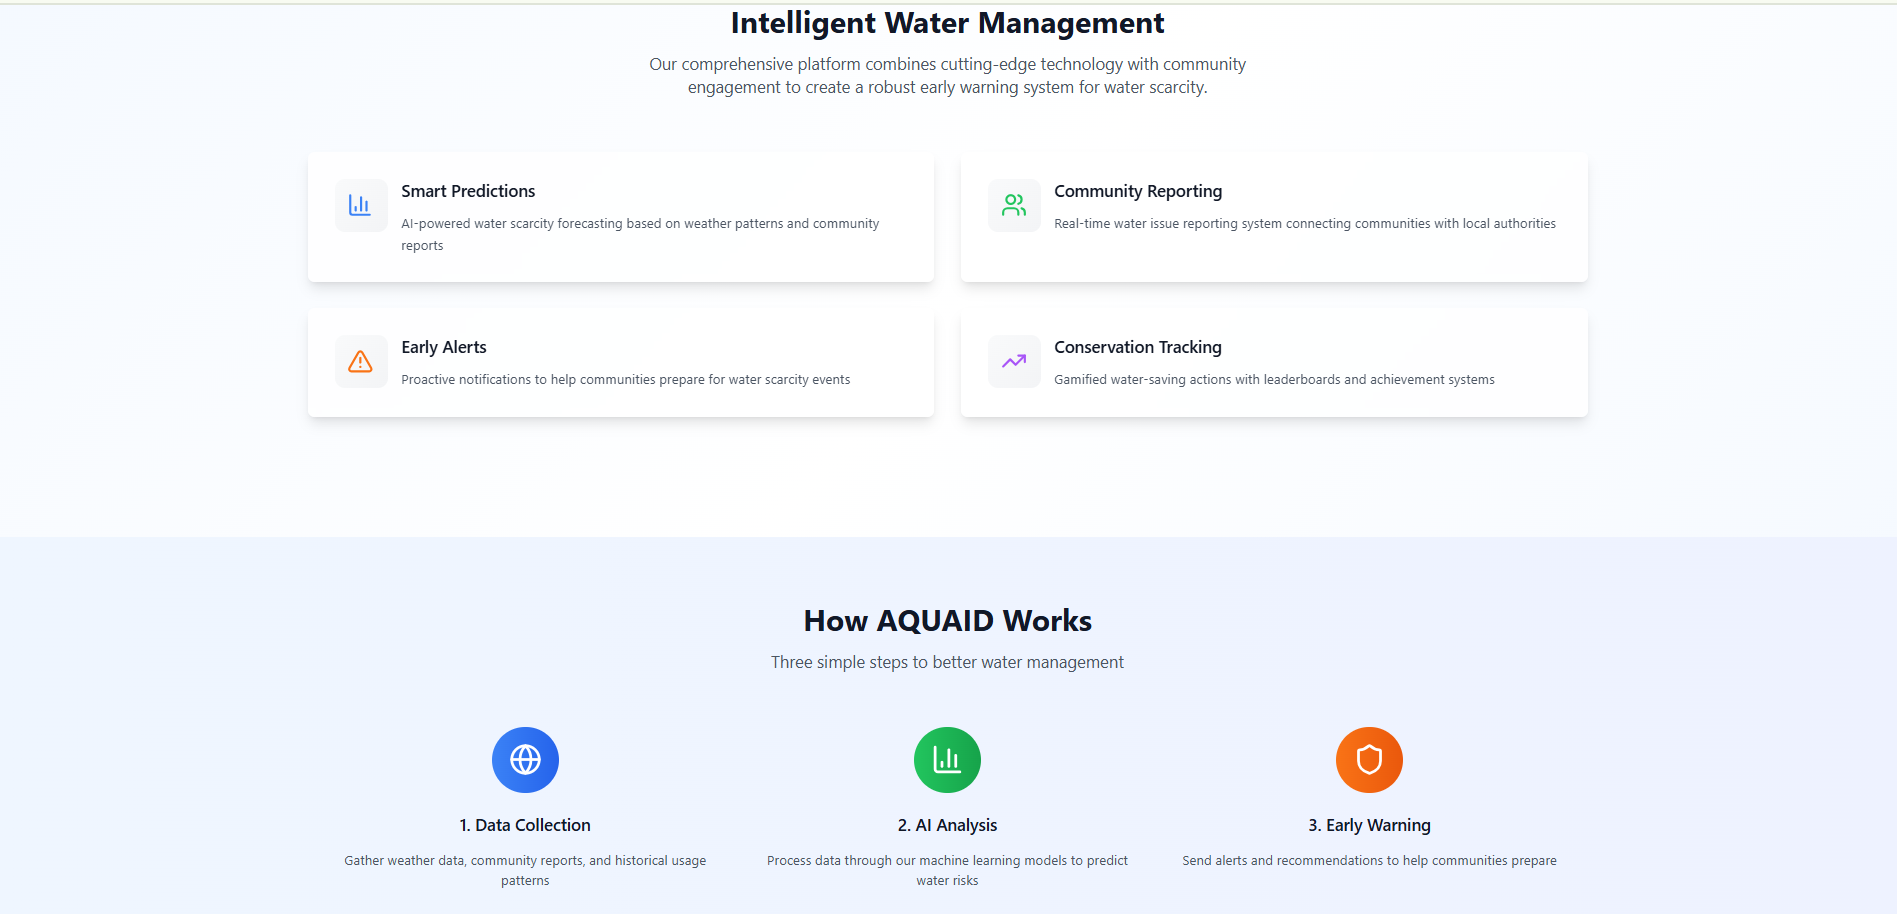 Intelligent Water Management
Our comprehensive platform combines cutting-edge technology with community
engagement to create a robust early warning system for water scarcity.
Smart Predictions
AI-powered water scarcity forecasting based on weather patterns and community
reports
Community Reporting
Real-time water issue reporting system connecting communities with local authorities
Early Alerts
Proactive notifications to help communities prepare for water scarcity events
Conservation Tracking
Gamified water-saving actions with leaderboards and achievement systems
How AQUAID Works
Three simple steps to better water management
1. Data Collection
Gather weather data, community reports, and historical usage
patterns
2. AI Analysis
Process data through our machine learning models to predict
water risks
3. Early Warning
Send alerts and recommendations to help communities prepare